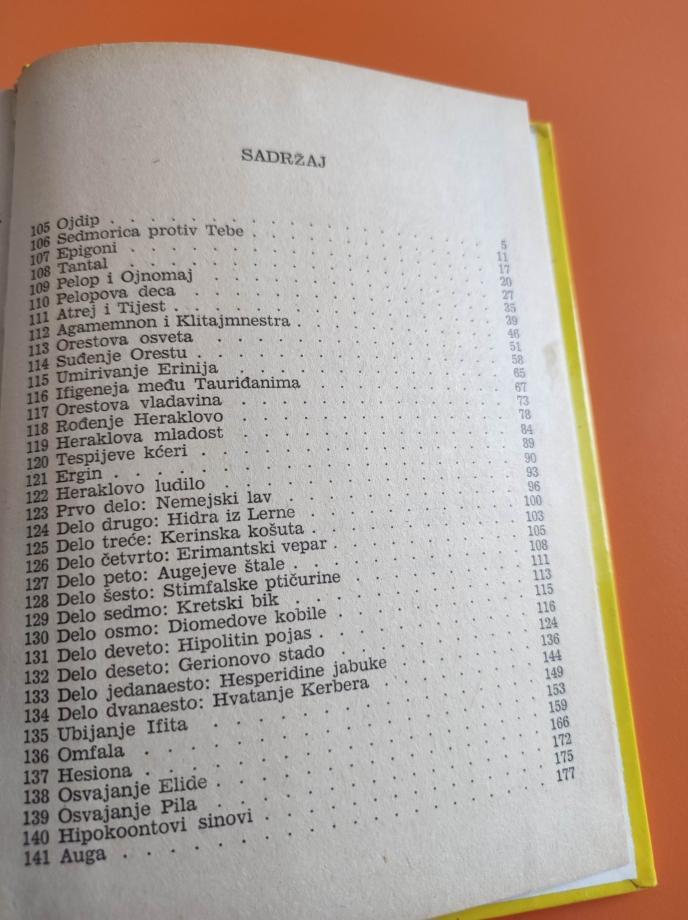 SADRŽAJ
105 Ojdip . . . . . . . . . . 5
106 Sedmorica protiv Tebe . . . . . . . . . . 11
107 Epigoni . . . . . . . . . . 17
108 Tantal . . . . . . . . . . 20
109 Pelop i Ojnomaj . . . . . . . . . . 27
110 Pelopova deca . . . . . . . . . . 35
111 Atrej i Tijest . . . . . . . . . . 39
112 Agamemnon i Klitajmnestra . . . . . . . . . . 46
113 Orestova osveta . . . . . . . . . . 51
114 Suđenje Orestu . . . . . . . . . . 58
115 Umirivanje Erinija . . . . . . . . . . 65
116 Ifigeneja među Tauriđanima . . . . . . . . . . 67
117 Orestova vladavina . . . . . . . . . . 73
118 Rođenje Heraklovo . . . . . . . . . . 78
119 Heraklova mladost . . . . . . . . . . 84
120 Tespijeve kćeri . . . . . . . . . . 89
121 Ergin . . . . . . . . . . 90
122 Heraklovo ludilo . . . . . . . . . . 93
123 Prvo delo: Nemejski lav . . . . . . . . . . 96
124 Delo drugo: Hidra iz Lerne . . . . . . . . . . 100
125 Delo treće: Kerinska košuta . . . . . . . . . . 103
126 Delo četvrto: Erimantski vepar . . . . . . . . . . 105
127 Delo peto: Augejeve štale . . . . . . . . . . 108
128 Delo šesto: Stimfalske ptičurine . . . . . . . . . . 111
129 Delo sedmo: Kretski bik . . . . . . . . . . 113
130 Delo osmo: Diomedove kobile . . . . . . . . . . 115
131 Delo deveto: Hipolitin pojas . . . . . . . . . . 116
132 Delo deseto: Gerionovo stado . . . . . . . . . . 124
133 Delo jedanaesto: Hesperidine jabuke . . . . . . . . . . 136
134 Delo dvanaesto: Hvatanje Kerbera . . . . . . . . . . 144
135 Ubijanje Ifita . . . . . . . . . . 149
136 Omfala . . . . . . . . . . 153
137 Hesiona . . . . . . . . . . 159
138 Osvajanje Elide . . . . . . . . . . 166
139 Osvajanje Pila . . . . . . . . . . 172
140 Hipokoontovi sinovi . . . . . . . . . . 175
141 Auga . . . . . . . . . . 177